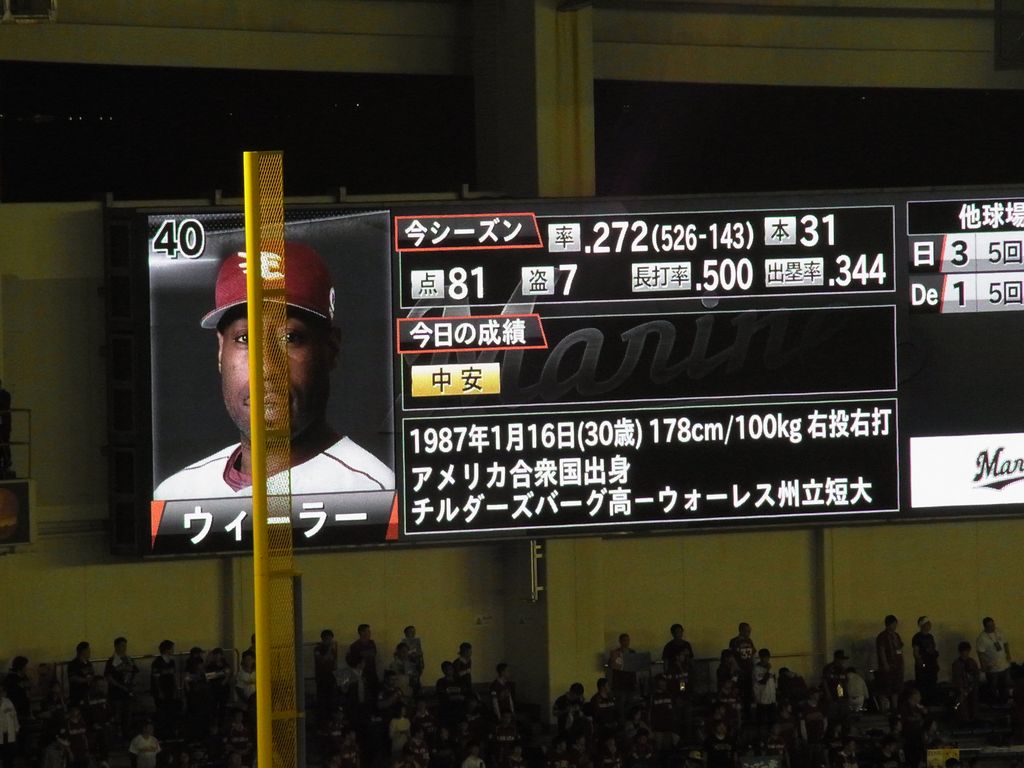 40
今シーズン 率 .272(526-143) 本 31
点 81 盗 7 長打率 .500 出塁率 .344
今日の成績
中安
1987年1月16日(30歳) 178cm/100kg 右投右打
アメリカ合衆国出身
チルダーズバーグ高ーウォーレス州立短大
ウィ ラー
他球場
日 3 5回
De 1 5回
Marin
Mar